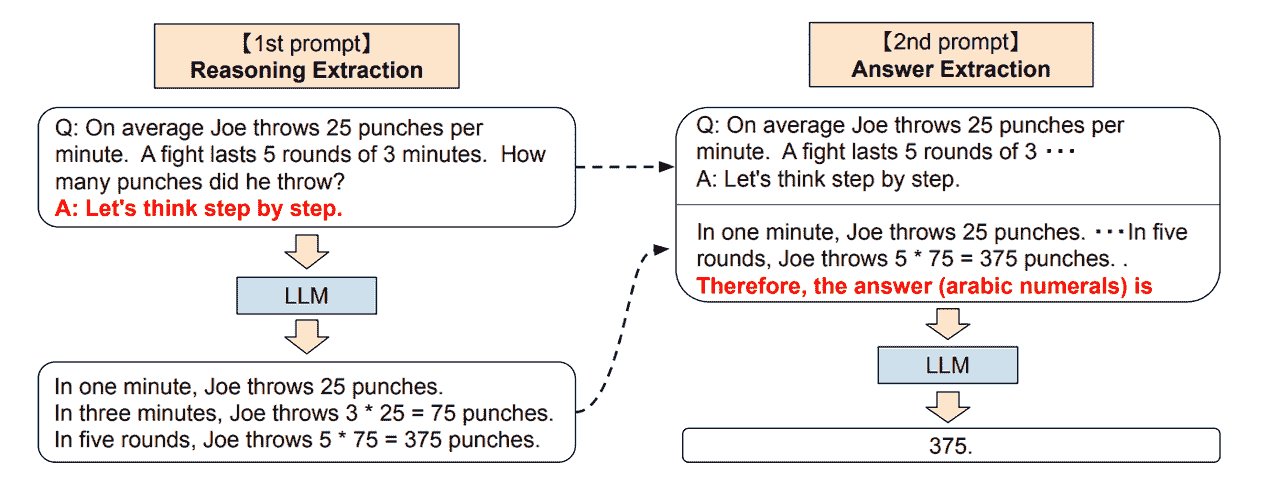 【1st prompt】
Reasoning Extraction
Q: On average Joe throws 25 punches per
minute.  A fight lasts 5 rounds of 3 minutes.  How
many punches did he throw?
A: Let's think step by step.
LLM
In one minute, Joe throws 25 punches.
In three minutes, Joe throws 3 * 25 = 75 punches.
In five rounds, Joe throws 5 * 75 = 375 punches.
【2nd prompt】
Answer Extraction
Q: On average Joe throws 25 punches per
minute.  A fight lasts 5 rounds of 3 ･･･
A: Let's think step by step.
In one minute, Joe throws 25 punches.  ･･･In five
rounds, Joe throws 5 * 75 = 375 punches. .
Therefore, the answer (arabic numerals) is
LLM
375.